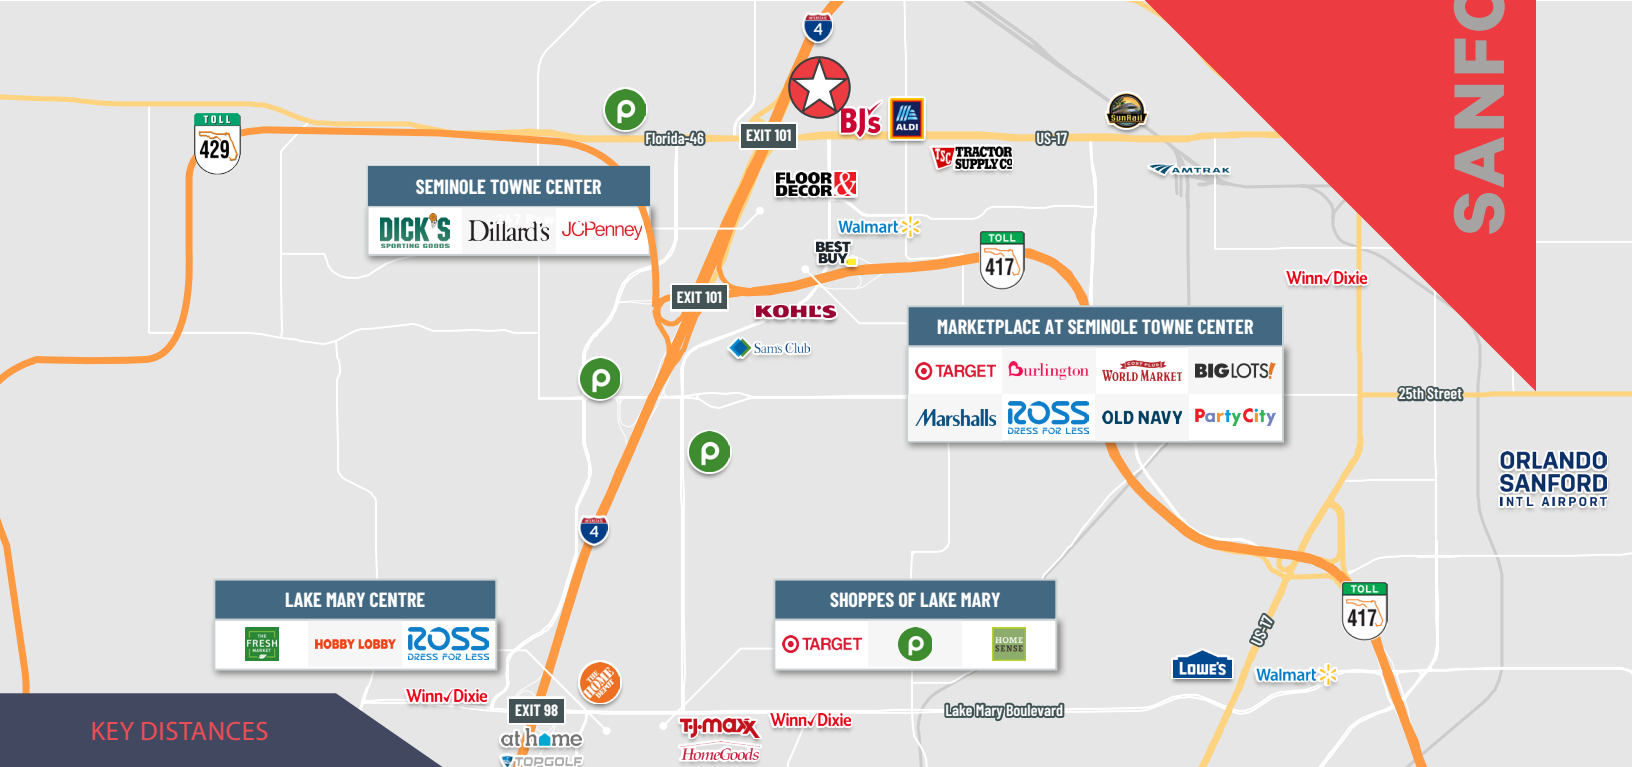 INTERSTATE
4
SANFO
TOLL
429
Florida-46
EXIT 101
BJ's
ALDI
US-17
SunRail
TSC TRACTOR
SUPPLY CO
AMTRAK
SEMINOLE TOWNE CENTER
DICK'S
SPORTING GOODS
Dillard's
JCPenney
FLOOR &
DECOR
Walmart
BEST
BUY
TOLL
417
Winn Dixie
EXIT 101
KOHL'S
Sam's Club
MARKETPLACE AT SEMINOLE TOWNE CENTER
TARGET
Burlington
COST PLUS
WORLD MARKET
BIG LOTS!
Marshalls
ROSS
DRESS FOR LESS
OLD NAVY
Party City
p
p
p
25th Street
ORLANDO
SANFORD
INTL AIRPORT
INTERSTATE
4
LAKE MARY CENTRE
THE
FRESH
MARKET
HOBBY LOBBY
ROSS
DRESS FOR LESS
SHOPPES OF LAKE MARY
TARGET
p
HOME
SENSE
TOLL
417
US-17
LOWE'S
Walmart
Winn Dixie
THE
HOME
DEPOT
EXIT 98
at home
TOPGOLF
T.J.maxx
HomeGoods
Winn Dixie
Lake Mary Boulevard
KEY DISTANCES